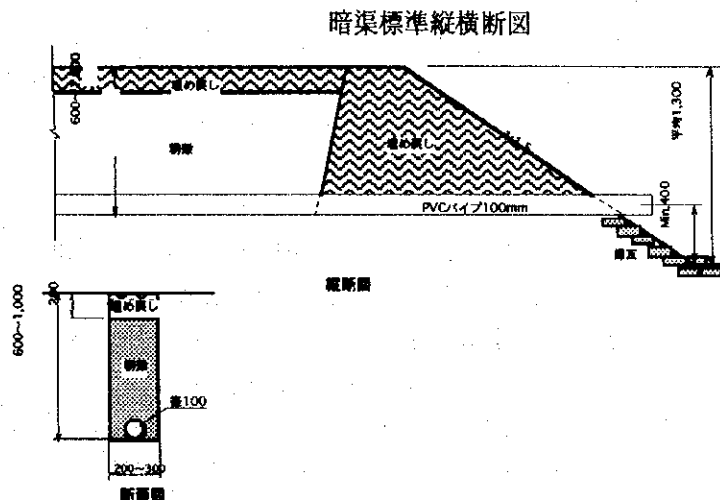 暗渠標準縦横断図
埋め戻し
籾殻
埋め戻し
平均1,300
PVCパイプ100mm
Min.400
煉瓦
縦断図
600～1,000
200
埋め戻し
籾殻
径100
200～300
断面図